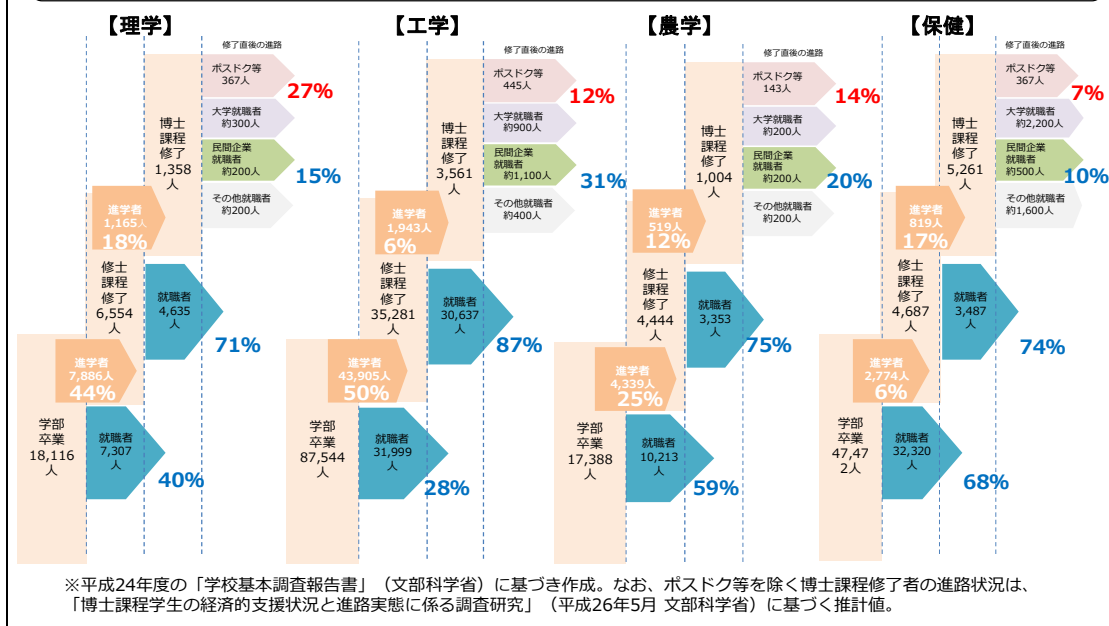 【理学】
修了直後の進路
ポスドク等
367人
27%
大学就職者
約300人
民間企業
就職者
約200人
15%
その他就職者
約200人
博士
課程
修了
1,358
人
進学者
1,165人
18%
修士
課程
修了
6,554
人
就職者
4,635
人
71%
進学者
7,886人
44%
学部
卒業
18,116
人
就職者
7,307
人
40%
【工学】
修了直後の進路
ポスドク等
445人
12%
大学就職者
約900人
民間企業
就職者
約1,100人
31%
その他就職者
約400人
博士
課程
修了
3,561
人
進学者
1,943人
6%
修士
課程
修了
35,281
人
就職者
30,637
人
87%
進学者
43,905人
50%
学部
卒業
87,544
人
就職者
31,999
人
28%
【農学】
修了直後の進路
ポスドク等
143人
14%
大学就職者
約200人
民間企業
就職者
約200人
20%
その他就職者
約200人
博士
課程
修了
1,004
人
進学者
519人
12%
修士
課程
修了
4,444
人
就職者
3,353
人
75%
進学者
4,339人
25%
学部
卒業
17,388
人
就職者
10,213
人
59%
【保健】
修了直後の進路
ポスドク等
367人
7%
大学就職者
約2,200人
民間企業
就職者
約500人
10%
その他就職者
約1,600人
博士
課程
修了
5,261
人
進学者
819人
17%
修士
課程
修了
4,687
人
就職者
3,487
人
74%
進学者
2,774人
6%
学部
卒業
47,47
2人
就職者
32,320
人
68%
※平成24年度の「学校基本調査報告書」（文部科学省）に基づき作成。なお、ポスドク等を除く博士課程修了者の進路状況は、
「博士課程学生の経済的支援状況と進路実態に係る調査研究」（平成26年5月 文部科学省）に基づく推計値。